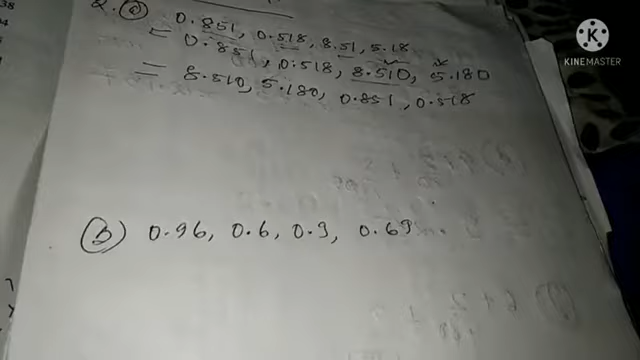 2. (a) 0.851, 0.518, 8.51, 5.18
= 0.851, 0.518, 8.510, 5.180
= 8.510, 5.180, 0.851, 0.518
(b) 0.96, 0.6, 0.9, 0.69
K
KINEMASTER